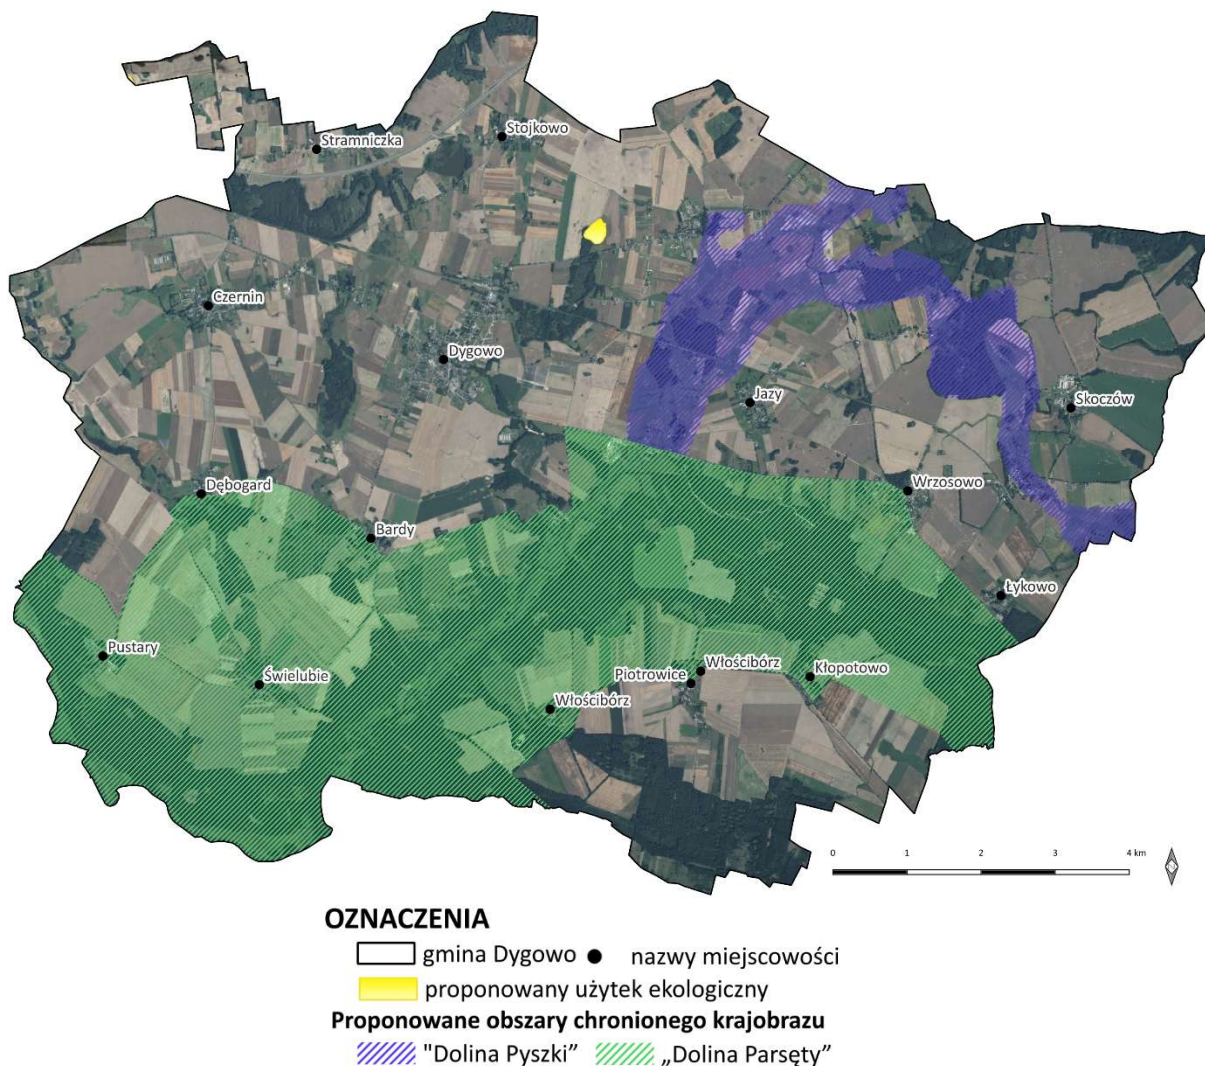 Stramniczka
Stojkowo
Czernin
Dygowo
Jazy
Skoczów
Dębogard
Wrzosowo
Bardy
Łykowo
Pustary
Świelubie
Włościbórz
Piotrowice
Kłopotowo
Włościbórz
0 1 2 3 4 km
OZNACZENIA
gmina Dygowo nazwy miejscowości
proponowany użytek ekologiczny
Proponowane obszary chronionego krajobrazu
"Dolina Pyszki” „Dolina Parsęty”